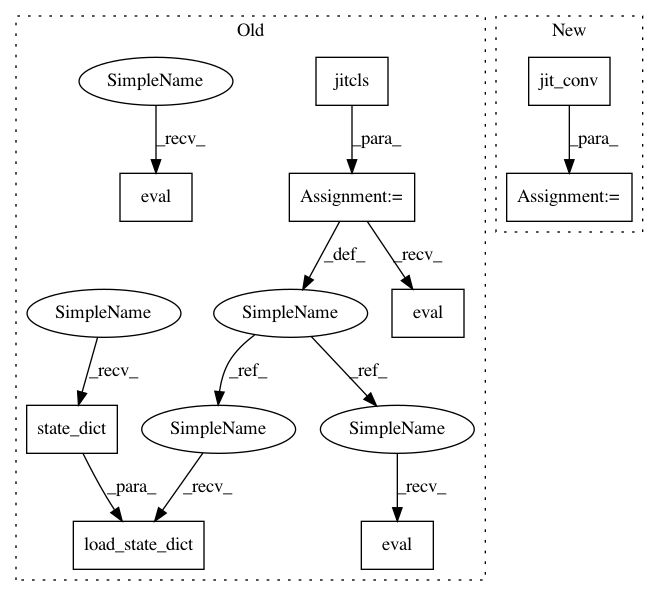 Old
New
SimpleName
jitcls
jit_conv
_recv_
_para_
_para_
eval
Assignment:=
Assignment:=
_def_
_recv_
SimpleName
SimpleName
eval
_recv_
_ref_
_ref_
state_dict
SimpleName
SimpleName
_para_
_recv_
_recv_
load_state_dict
eval